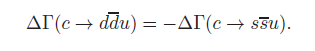 ΔΓ(c → dd̅u) = −ΔΓ(c → ss̅u).